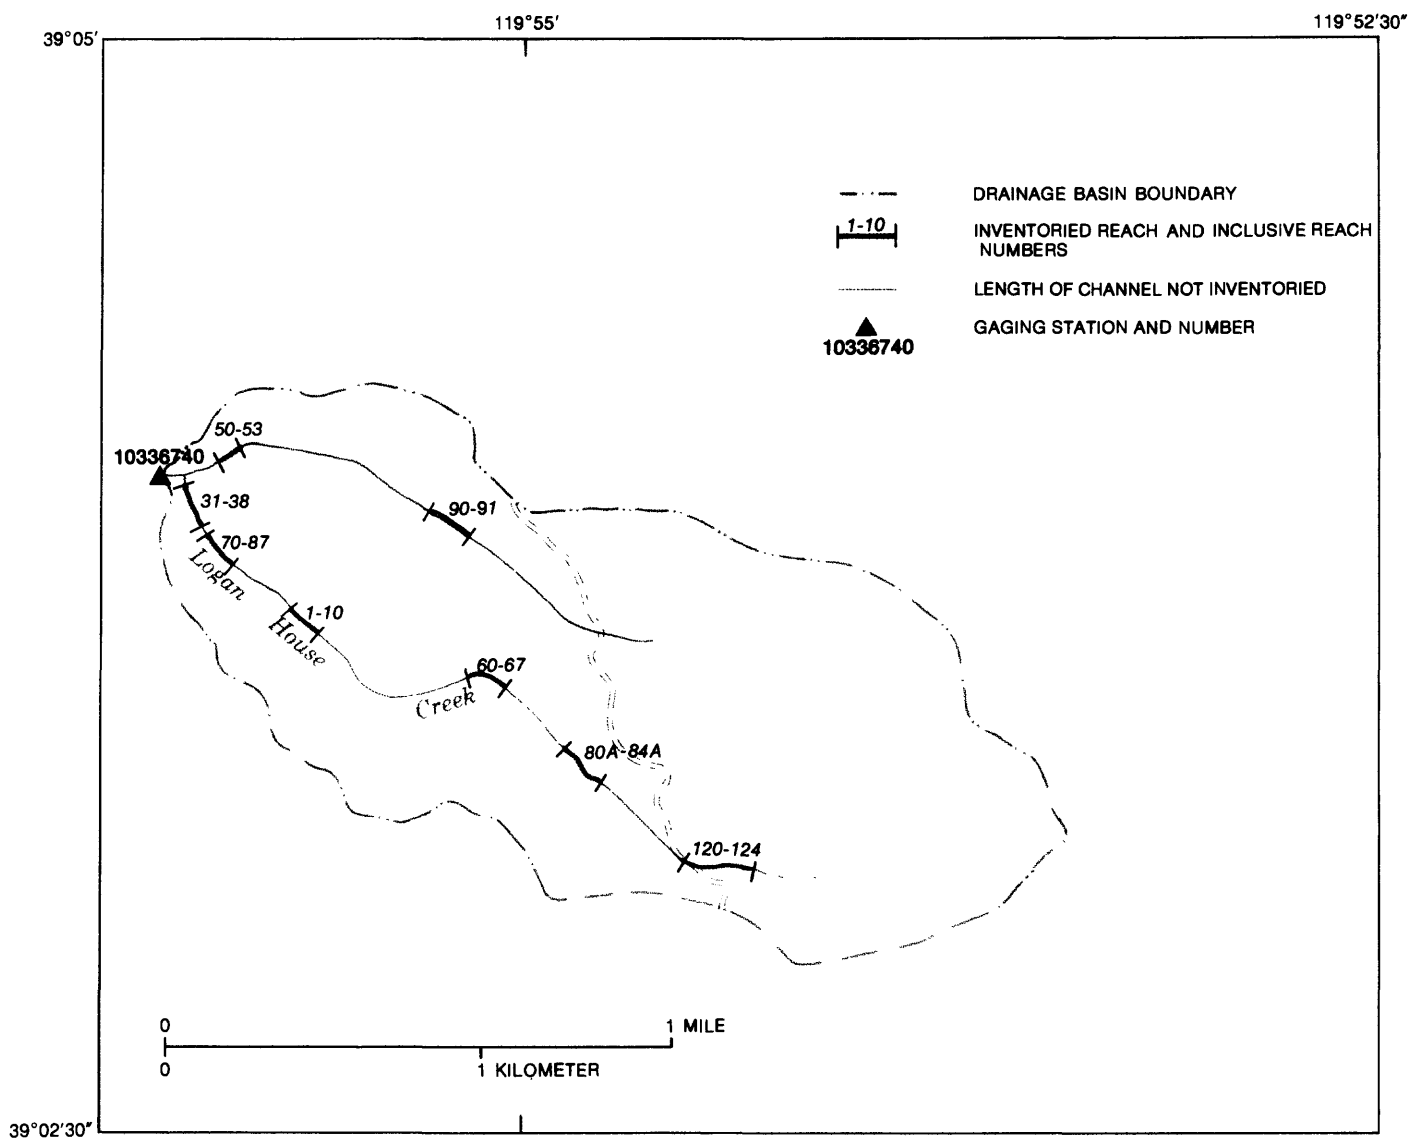 119°55'
119°52'30"
39°05'
DRAINAGE BASIN BOUNDARY
1-10
INVENTORIED REACH AND INCLUSIVE REACH
NUMBERS
LENGTH OF CHANNEL NOT INVENTORIED
GAGING STATION AND NUMBER
10336740
50-53
10336740
31-38
90-91
70-87
Logan
1-10
House
60-67
Creek
80A-84A
120-124
0
1 MILE
0
1 KILOMETER
39°02'30"